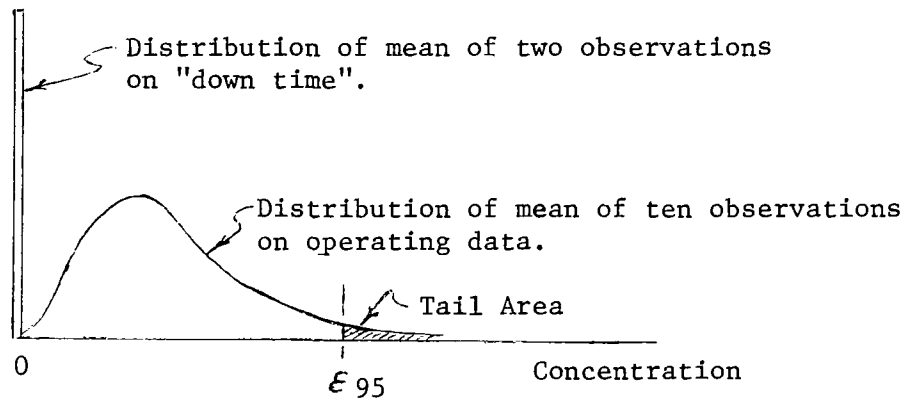 Distribution of mean of two observations
on "down time".
Distribution of mean of ten observations
on operating data.
Tail Area
0
ε 95
Concentration